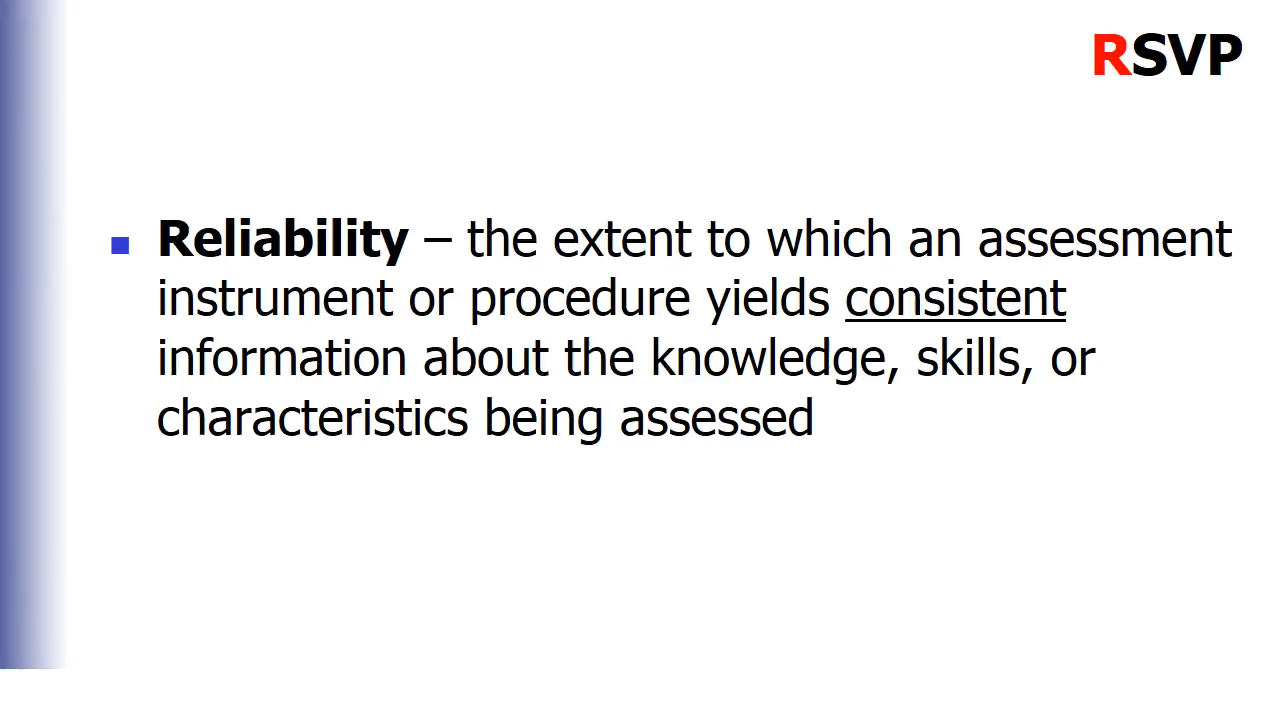 RSVP
■ Reliability – the extent to which an assessment
instrument or procedure yields consistent
information about the knowledge, skills, or
characteristics being assessed